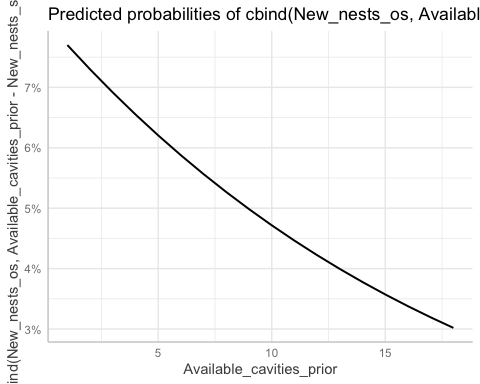 Predicted probabilities of cbind(New_nests_os, Availabl
ind(New_nests_os, Available_cavities_prior - New_nests_s
7%
6%
5%
4%
3%
5
10
15
Available_cavities_prior